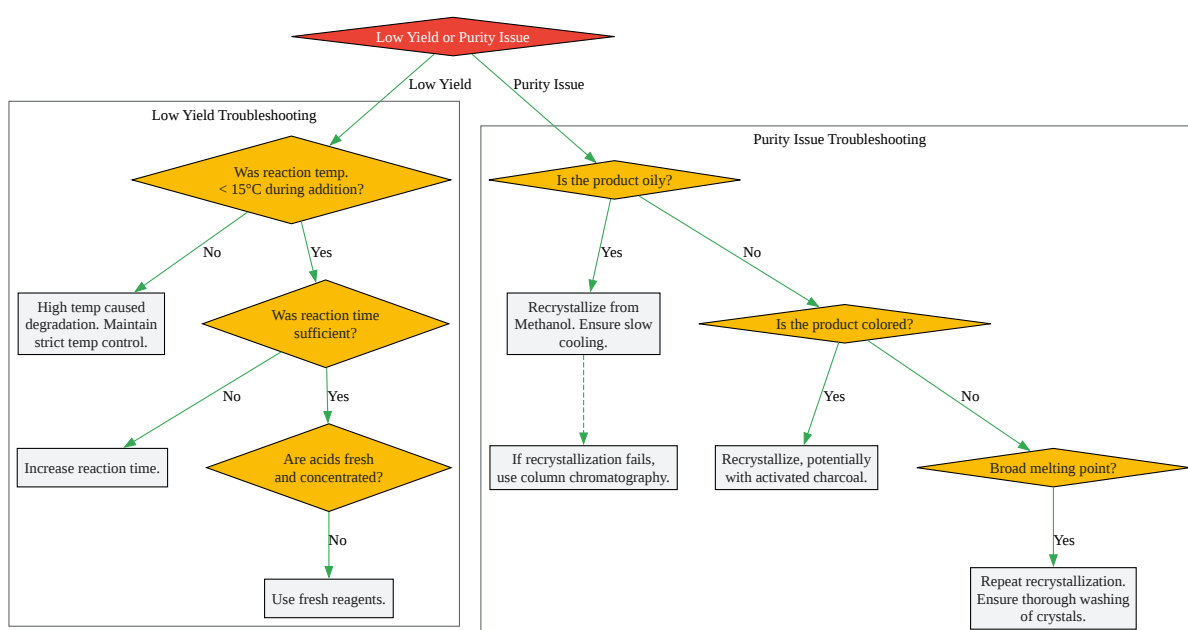 Low Yield or Purity Issue
Low Yield
Purity Issue
Low Yield Troubleshooting
Was reaction temp.
< 15°C during addition?
No
Yes
High temp caused
degradation. Maintain
strict temp control.
Was reaction time
sufficient?
No
Yes
Increase reaction time.
Are acids fresh
and concentrated?
No
Use fresh reagents.
Purity Issue Troubleshooting
Is the product oily?
Yes
No
Recrystallize from
Methanol. Ensure slow
cooling.
Is the product colored?
Yes
No
If recrystallization fails,
use column chromatography.
Recrystallize, potentially
with activated charcoal.
Broad melting point?
Yes
Repeat recrystallization.
Ensure thorough washing
of crystals.